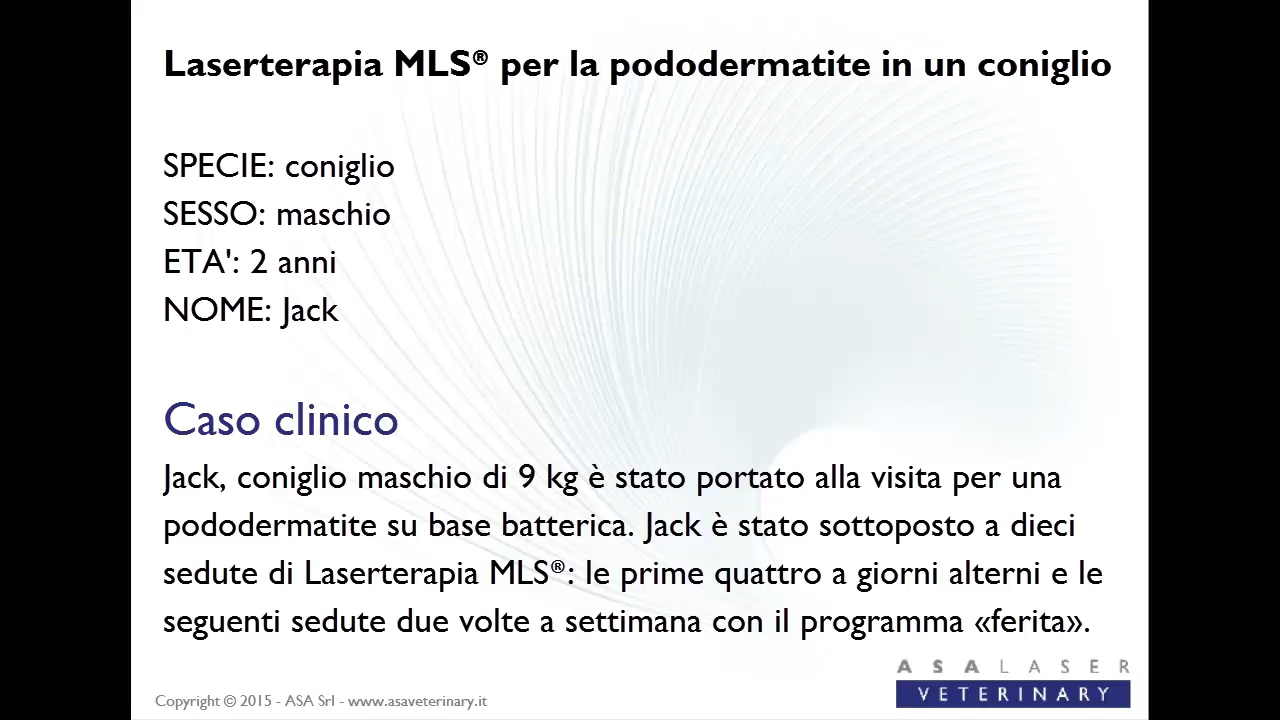 Laserterapia MLS® per la pododermatite in un coniglio
SPECIE: coniglio
SESSO: maschio
ETA': 2 anni
NOME: Jack
Caso clinico
Jack, coniglio maschio di 9 kg è stato portato alla visita per una
pododermatite su base batterica. Jack è stato sottoposto a dieci
sedute di Laserterapia MLS®: le prime quattro a giorni alterni e le
seguenti sedute due volte a settimana con il programma «ferita».
ASALASER
VETERINARY
Copyright © 2015 - ASA Srl - www.asaveterinary.it